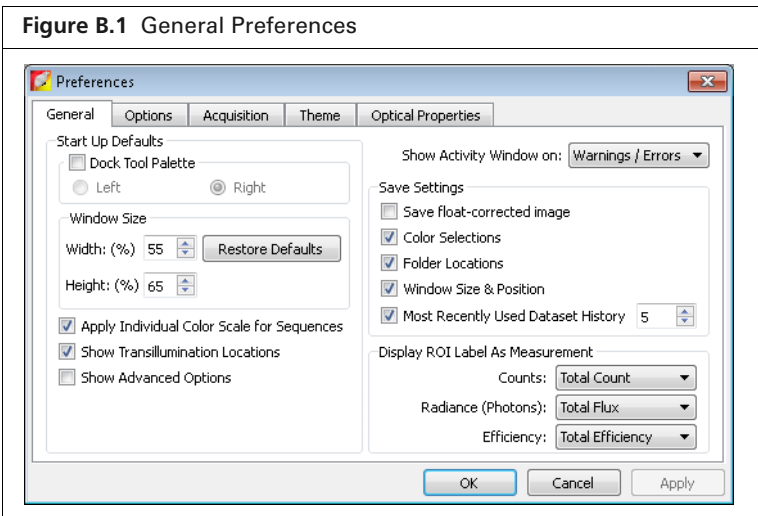 Figure B.1 General Preferences
Preferences
General Options Acquisition Theme Optical Properties
Start Up Defaults
Dock Tool Palette
Left Right
Window Size
Width: (%) 55 Restore Defaults
Height: (%) 65
Apply Individual Color Scale for Sequences
Show Transillumination Locations
Show Advanced Options
Show Activity Window on: Warnings / Errors
Save Settings
Save float-corrected image
Color Selections
Folder Locations
Window Size & Position
Most Recently Used Dataset History 5
Display ROI Label As Measurement
Counts: Total Count
Radiance (Photons): Total Flux
Efficiency: Total Efficiency
OK Cancel Apply